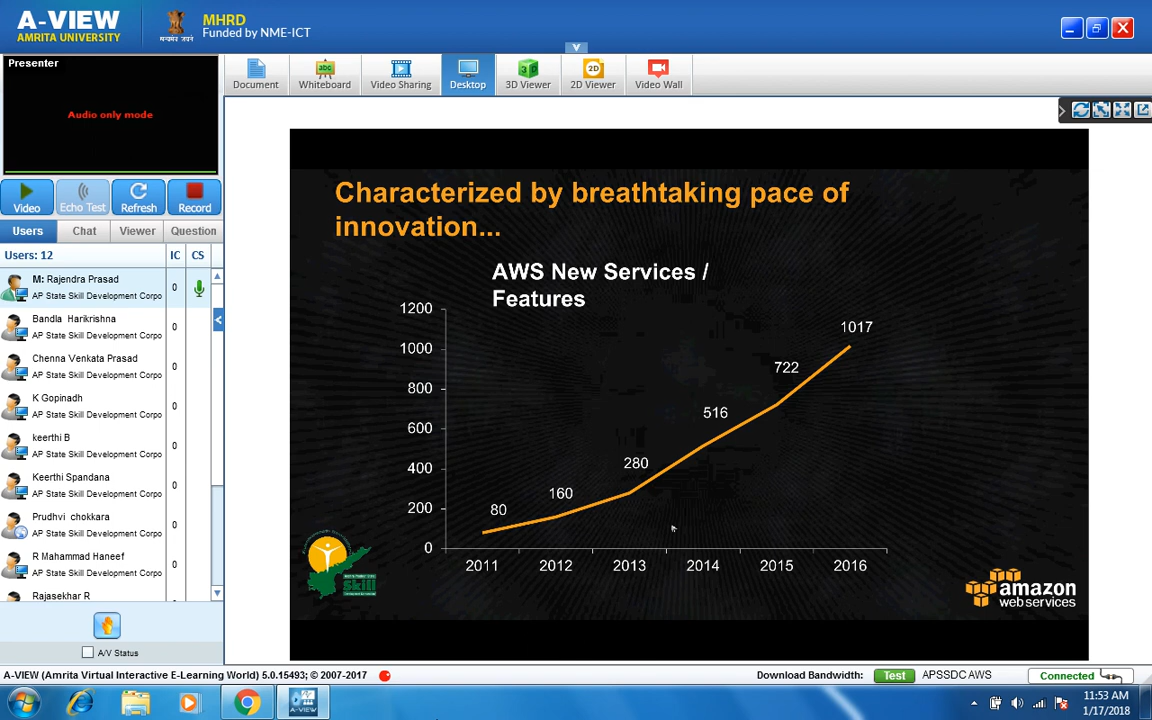 A-VIEW
AMRITA UNIVERSITY
सत्यमेव जयते
MHRD
Funded by NME-ICT
Presenter
Audio only mode
Document
Whiteboard
Video Sharing
Desktop
3D Viewer
2D Viewer
Video Wall
Video
Echo Test
Refresh
Record
Users
Chat
Viewer
Question
Users: 12
IC
CS
M: Rajendra Prasad
AP State Skill Development Corpo
0
Bandla Harikrishna
AP State Skill Development Corpo
0
Chenna Venkata Prasad
AP State Skill Development Corpo
0
K Gopinadh
AP State Skill Development Corpo
0
keerthi B
AP State Skill Development Corpo
0
Keerthi Spandana
AP State Skill Development Corpo
0
Prudhvi chokkara
AP State Skill Development Corpo
0
R Mahammad Haneef
AP State Skill Development Corpo
0
Rajasekhar R
A/V Status
Characterized by breathtaking pace of
innovation...
AWS New Services /
Features
1200
1000
800
600
400
200
0
80
160
280
516
722
1017
2011
2012
2013
2014
2015
2016
skill
amazon
web services
A-VIEW (Amrita Virtual Interactive E-Learning World) 5.0.15493; © 2007-2017
Download Bandwidth:
Test
APSSDC AWS
Connected
11:53 AM
1/17/2018